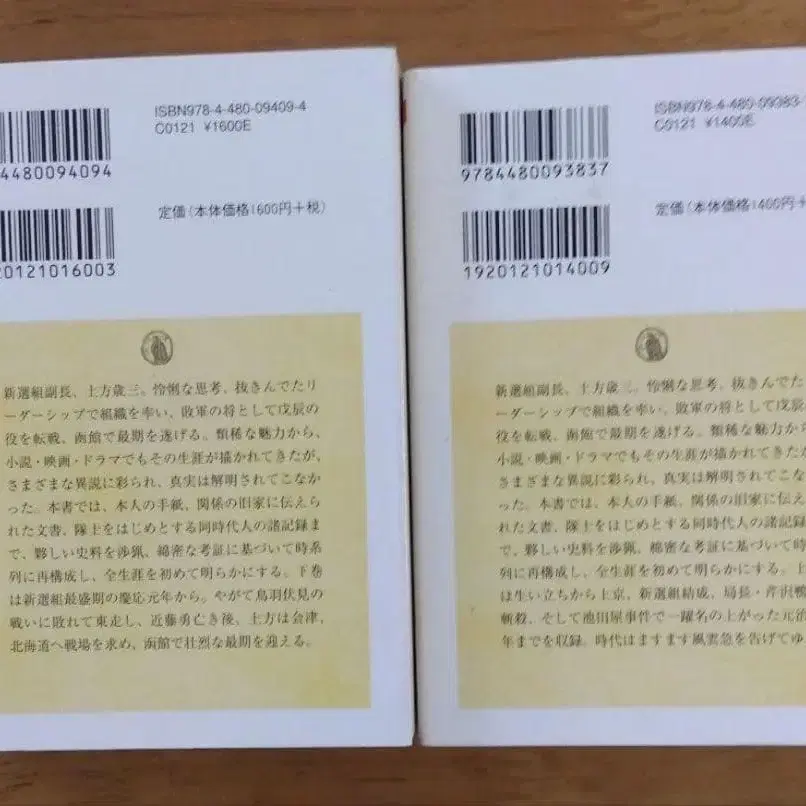 ISBN978-4-480-09409-4
C0121 ¥1600E
4480094094
定価(本体価格1600円+税)
20121016003
新選組副長、土方歳三。怜悧な思考、抜きんでたリ
ーダーシップで組織を率い、敗軍の将として戊辰の
役を転戦、函館で最期を遂げる。類稀な魅力から、
小説・映画・ドラマでもその生涯が描かれてきたが、
さまざまな異説に彩られ、真実は解明されてこなか
った。本書では、本人の手紙、関係の旧家に伝えら
れた文書、隊士をはじめとする同時代人の諸記録ま
で、夥しい史料を渉猟、綿密な考証に基づいて時系
列に再構成し、全生涯を初めて明らかにする。下巻
は新選組最盛期の慶応元年から。やがて鳥羽伏見の
戦いに敗れて東走し、近藤勇亡き後、土方は会津、
北海道へ戦場を求め、函館で壮烈な最期を迎える。
ISBN978-4-480-09383-
C0121 ¥1400E
9784480093837
定価(本体価格1400円+
1920121014009
新選組副長、土方歳三。怜悧な思考、抜きんでた
ーダーシップで組織を率い、敗軍の将として戊辰
役を転戦、函館で最期を遂げる。類稀な魅力から
小説・映画・ドラマでもその生涯が描かれてきたが
さまざまな異説に彩られ、真実は解明されてこな
った。本書では、本人の手紙、関係の旧家に伝え
れた文書、隊士をはじめとする同時代人の諸記録
で、夥しい史料を渉猟、綿密な考証に基づいて時
列に再構成し、全生涯を初めて明らかにする。上
は生い立ちから上京、新選組結成、局長・芹沢鴨
斬殺、そして池田屋事件で一躍名の上がった元治
年までを収録。時代はますます風雲急を告げてゆ